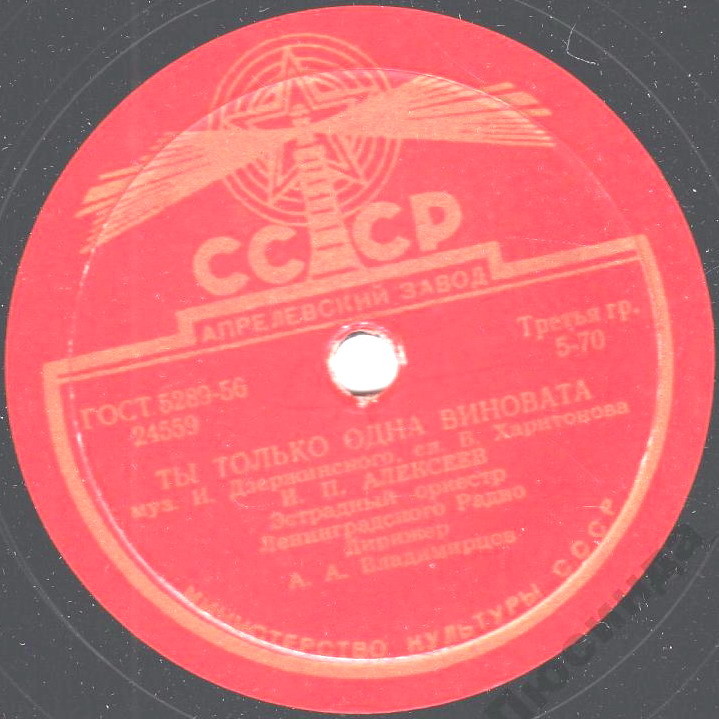 СССР
АПРЕЛЕВСКИЙ ЗАВОД
Третья гр.
5-70
ГОСТ 5289-56
24559
ТЫ ТОЛЬКО ОДНА ВИНОВАТА
муз. И. Дзержинского, сл. В. Харитонова
И. П. АЛЕКСЕЕВ
Эстрадный оркестр
Ленинградского Радио
Дирижер
А. А. Владимирцов
МИНИСТЕРСТВО КУЛЬТУРЫ СССР